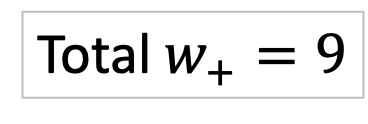 Total w₊ = 9